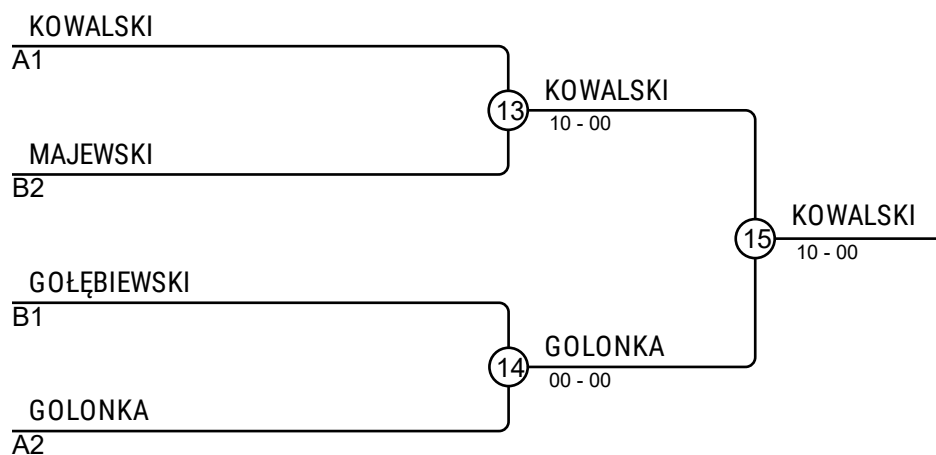 KOWALSKI
A1
13
KOWALSKI
10 - 00
MAJEWSKI
B2
15
KOWALSKI
10 - 00
GOŁĘBIEWSKI
B1
14
GOLONKA
00 - 00
GOLONKA
A2